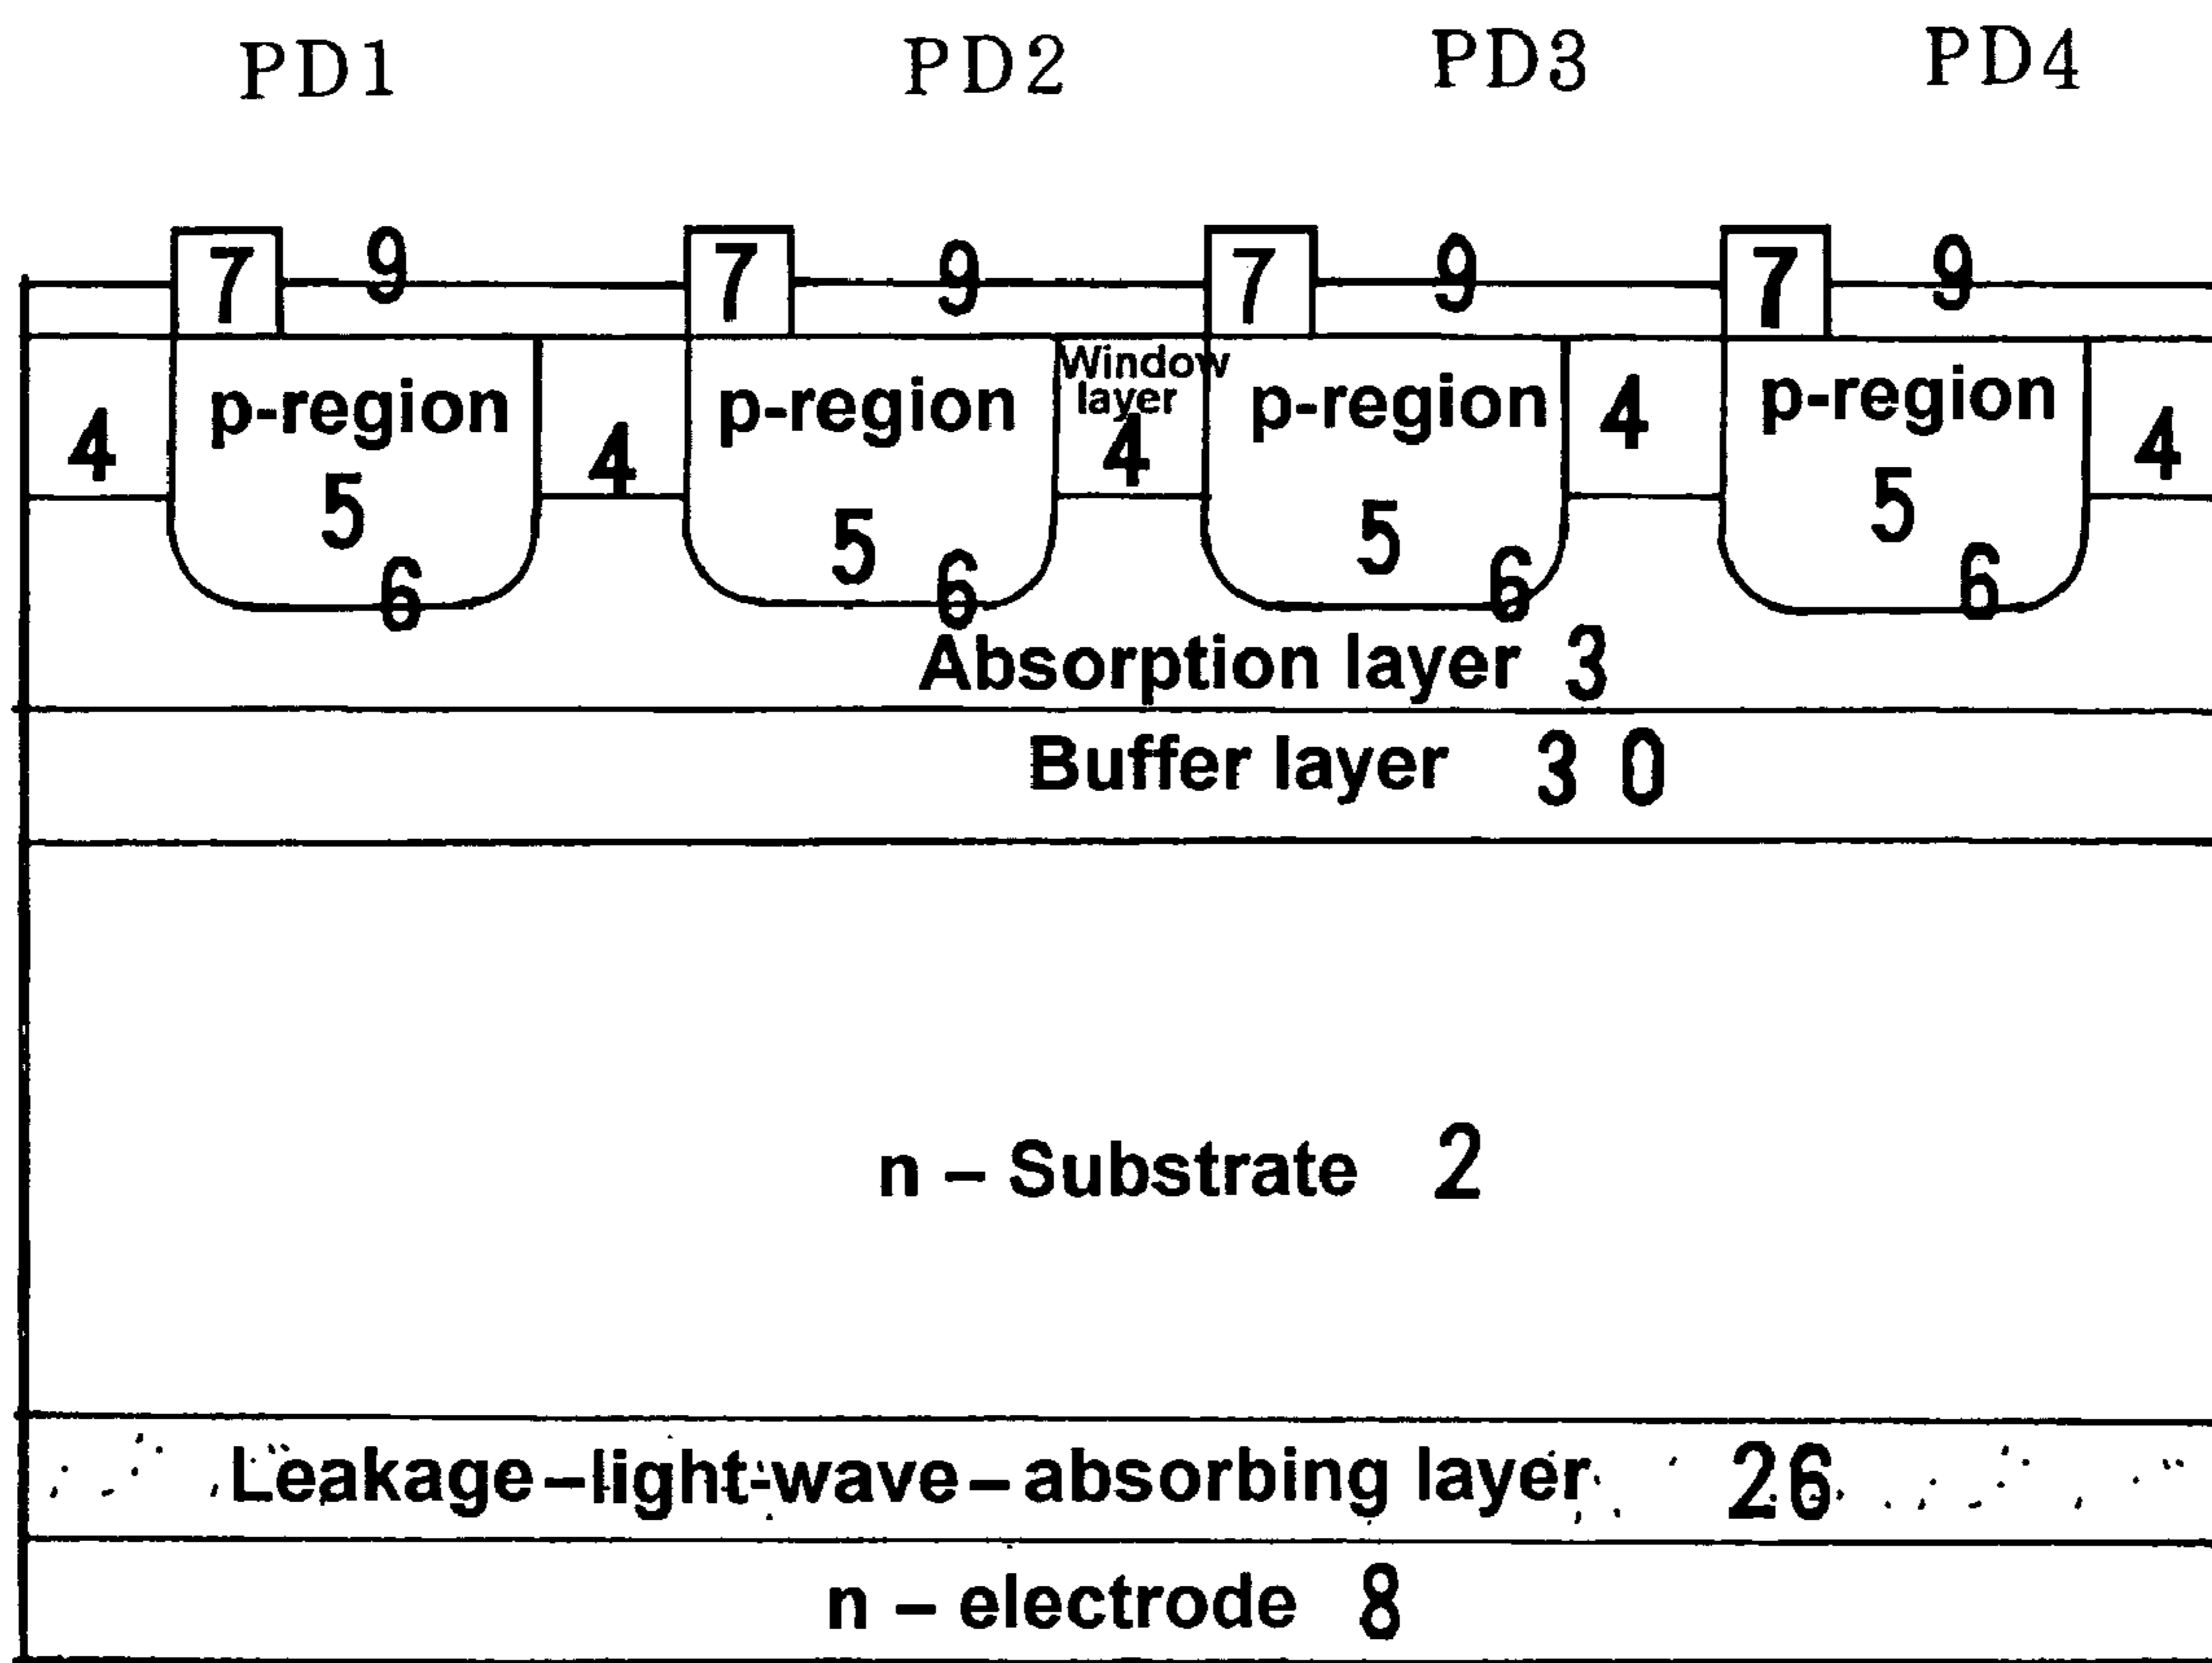 PD1 PD2 PD3 PD4
7 9 7 9 7 9 7 9
Window
layer
p-region p-region p-region p-region
4 4 4 4 4
5 5 5 5
6 6 6 6
Absorption layer 3
Buffer layer 30
n – Substrate 2
Leakage–light-wave–absorbing layer 26
n – electrode 8